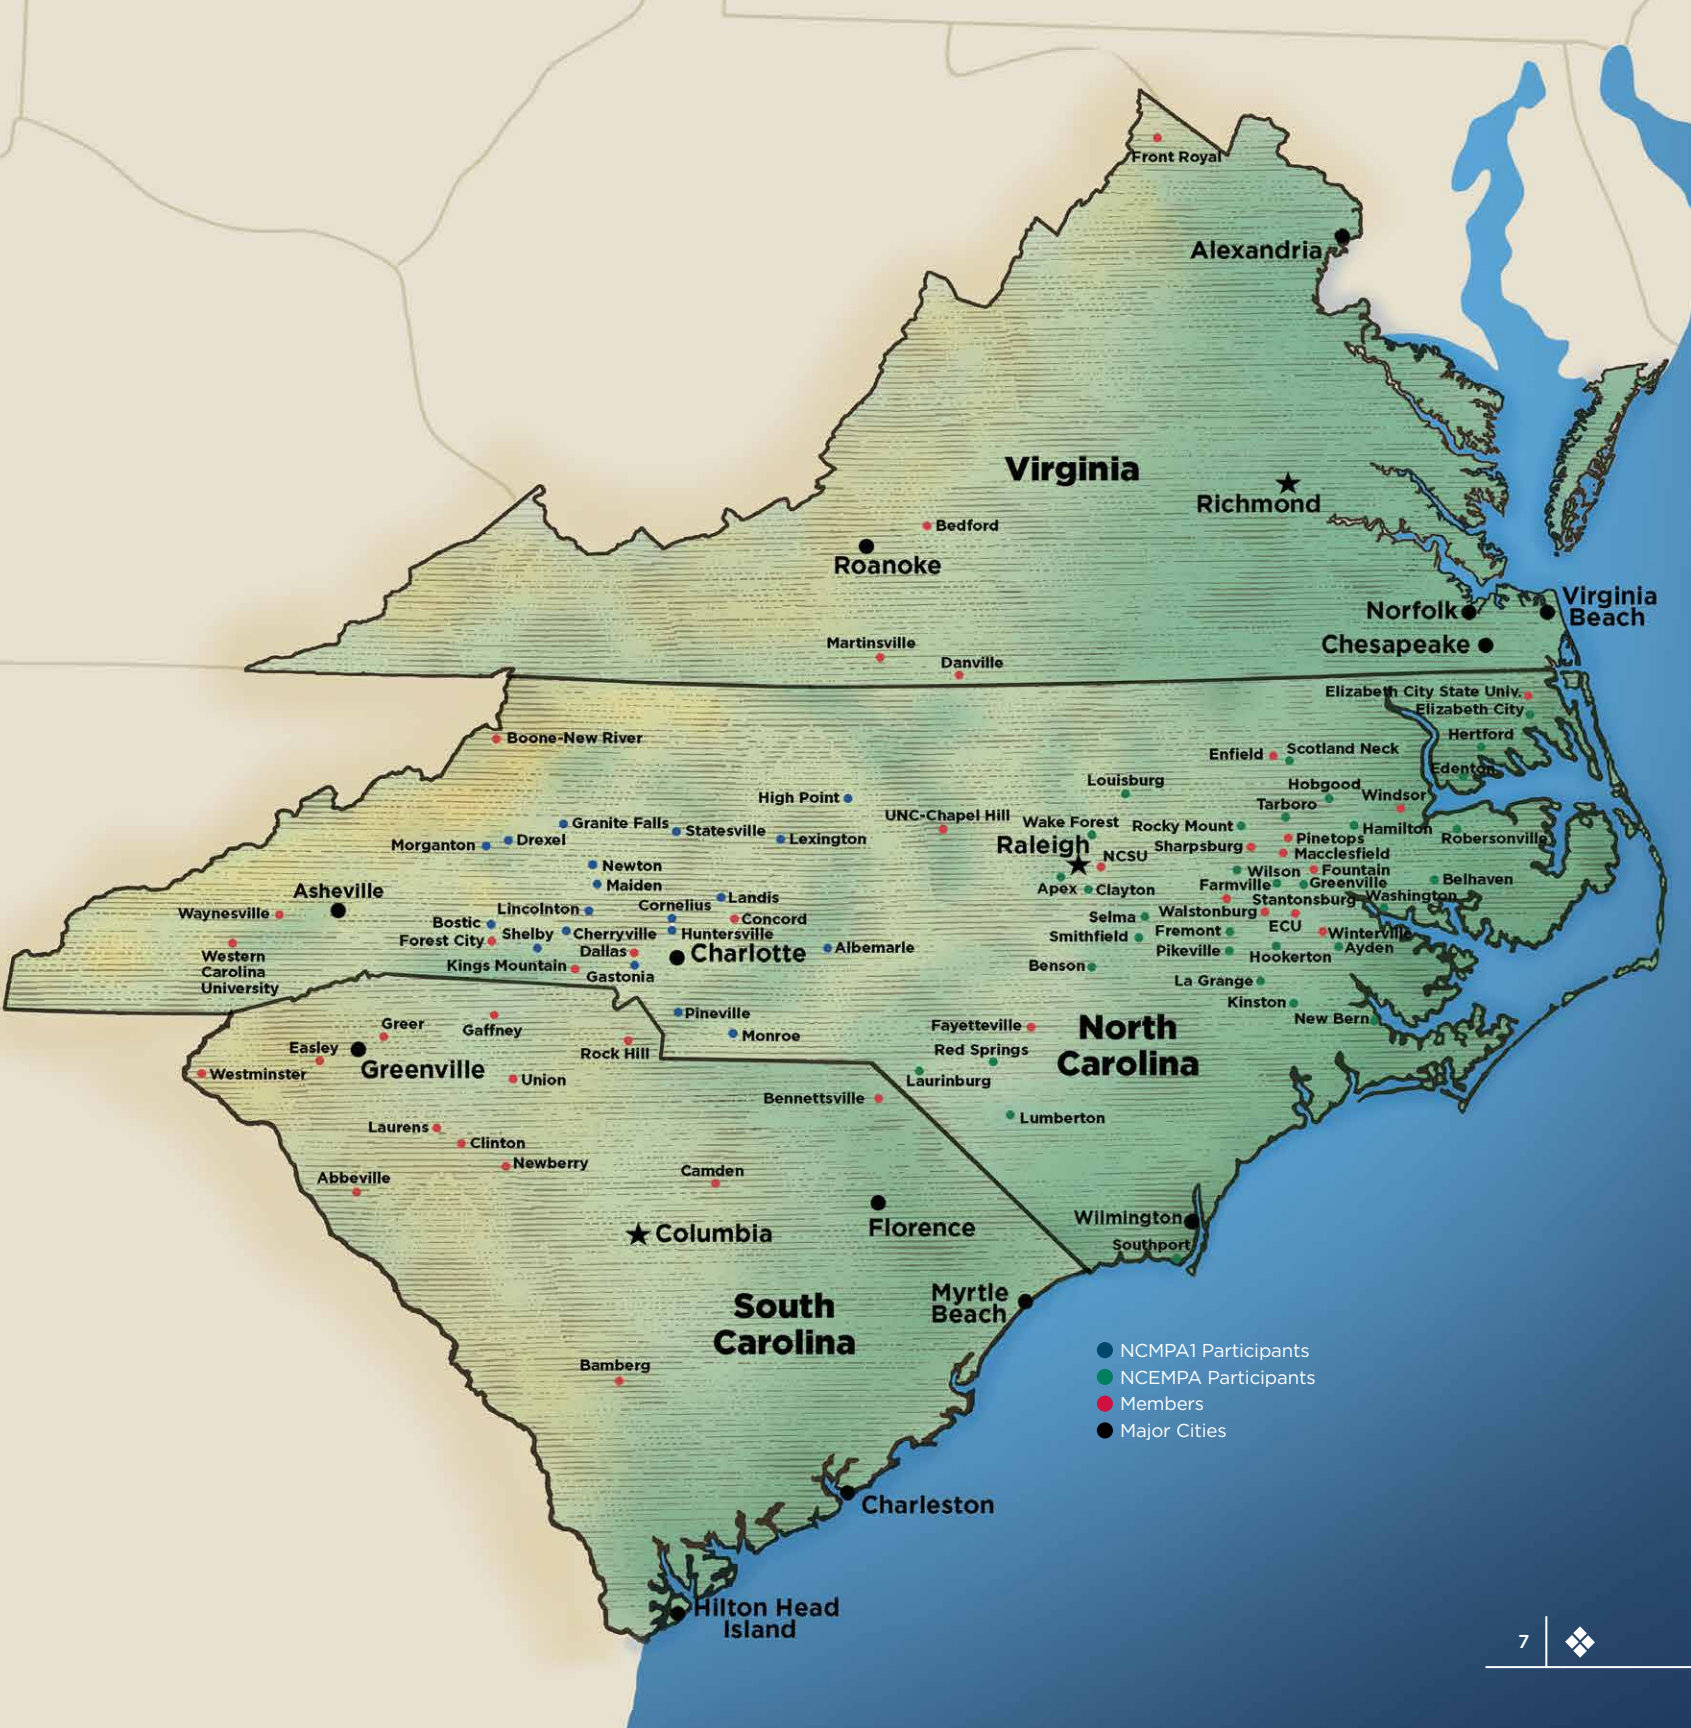 Front Royal
Alexandria
Virginia
Richmond
Bedford
Roanoke
Virginia
Beach
Norfolk
Chesapeake
Martinsville
Danville
Elizabeth City State Univ.
Elizabeth City
Hertford
Boone-New River
Enfield
Scotland Neck
Edenton
Louisburg
Hobgood
Windsor
High Point
Tarboro
UNC-Chapel Hill
Wake Forest
Granite Falls
Statesville
Rocky Mount
Hamilton
Morganton
Drexel
Lexington
Raleigh
Sharpsburg
Pinetops
Robersonville
NCSU
Macclesfield
Newton
Wilson
Fountain
Maiden
Apex
Clayton
Farmville
Greenville
Belhaven
Asheville
Landis
Stantonsburg
Washington
Waynesville
Lincolnton
Cornelius
Selma
Walstonburg
Bostic
Concord
ECU
Forest City
Shelby
Cherryville
Huntersville
Smithfield
Fremont
Winterville
Western
Carolina
University
Dallas
Charlotte
Albemarle
Pikeville
Hookerton
Ayden
Kings Mountain
Gastonia
Benson
La Grange
Kinston
Pineville
New Bern
Greer
Gaffney
Monroe
Fayetteville
North
Carolina
Easley
Greenville
Rock Hill
Red Springs
Westminster
Union
Laurinburg
Bennettsville
Lumberton
Laurens
Clinton
Newberry
Abbeville
Camden
Columbia
Florence
Wilmington
Southport
South
Carolina
Myrtle
Beach
Bamberg
NCMPA1 Participants
NCEMPA Participants
Members
Major Cities
Charleston
Hilton Head
Island
7